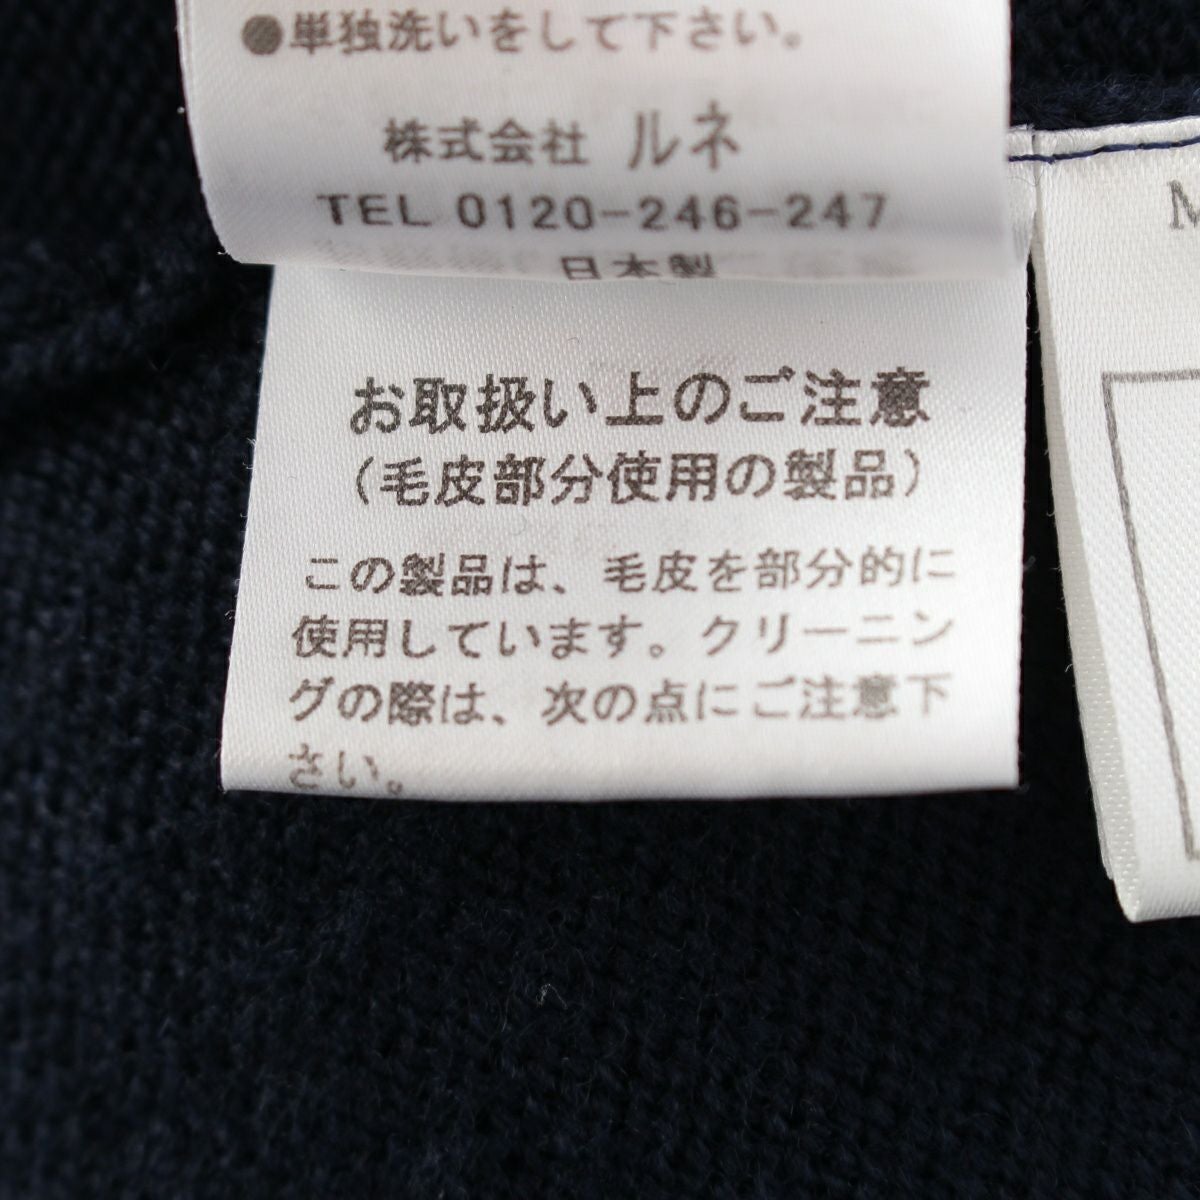 ●単独洗いをして下さい。
株式会社 ルネ
TEL 0120-246-247
日本製
お取扱い上のご注意
（毛皮部分使用の製品）
この製品は、毛皮を部分的に
使用しています。クリーニン
グの際は、次の点にご注意下
さい。
M